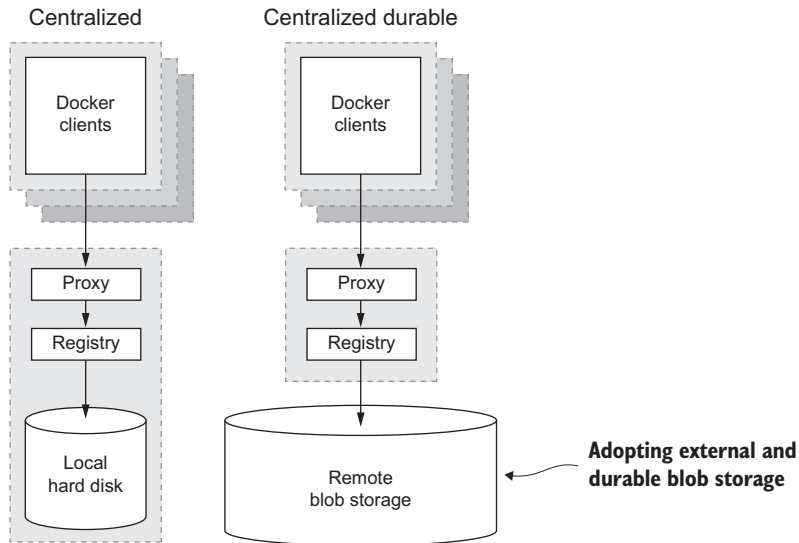 Centralized
Docker
clients
Proxy
Registry
Local
hard disk
Centralized durable
Docker
clients
Proxy
Registry
Remote
blob storage
Adopting external and
durable blob storage